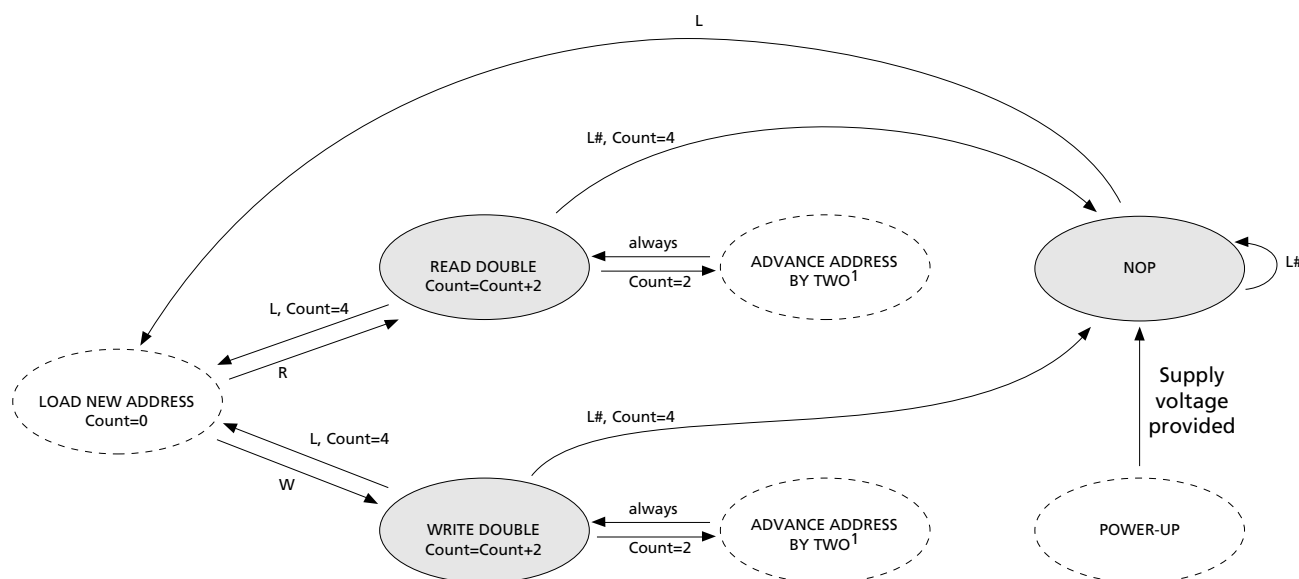 L
L#, Count=4
READ DOUBLE
Count=Count+2
always
Count=2
ADVANCE ADDRESS
BY TWO1
NOP
L#
L, Count=4
R
LOAD NEW ADDRESS
Count=0
L, Count=4
W
L#, Count=4
Supply
voltage
provided
WRITE DOUBLE
Count=Count+2
always
Count=2
ADVANCE ADDRESS
BY TWO1
POWER-UP